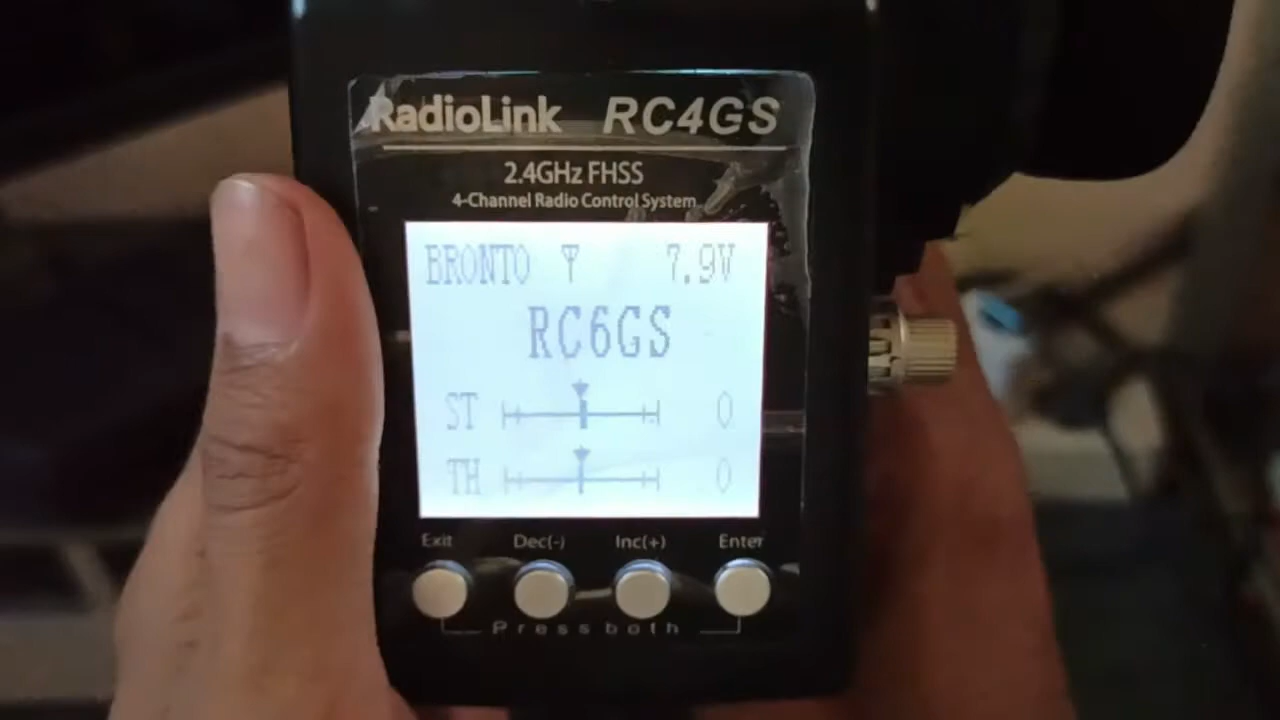 RadioLink RC4GS
2.4GHz FHSS
4-Channel Radio Control System
BRONTO 7.9V
RC6GS
ST 0
TH 0
Exit Dec(-) Inc(+) Enter
Press both